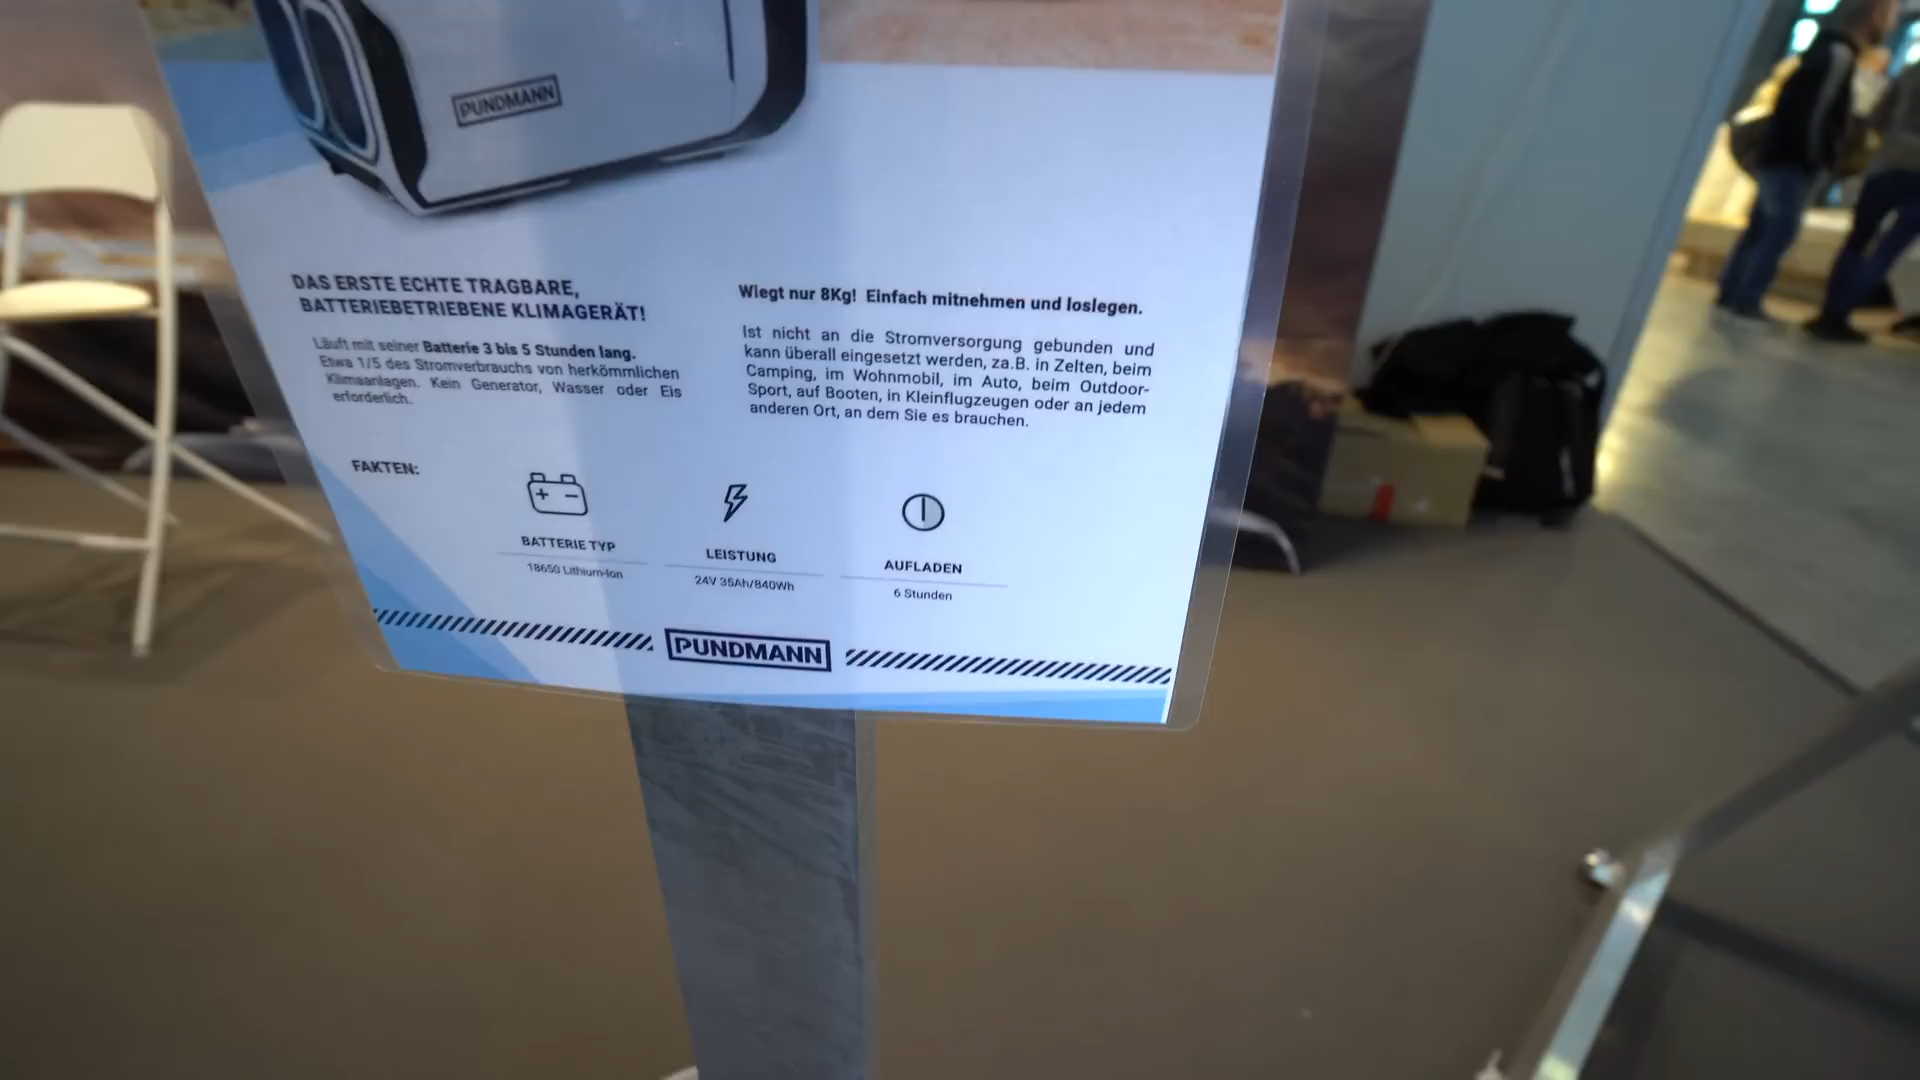 PUNDMANN
DAS ERSTE ECHTE TRAGBARE,
BATTERIEBETRIEBENE KLIMAGERÄT!
Läuft mit seiner Batterie 3 bis 5 Stunden lang.
Etwa 1/5 des Stromverbrauchs von herkömmlichen
Klimaanlagen. Kein Generator, Wasser oder Eis
erforderlich.
Wiegt nur 8Kg! Einfach mitnehmen und loslegen.
Ist nicht an die Stromversorgung gebunden und
kann überall eingesetzt werden, za.B. in Zelten, beim
Camping, im Wohnmobil, im Auto, beim Outdoor-
Sport, auf Booten, in Kleinflugzeugen oder an jedem
anderen Ort, an dem Sie es brauchen.
FAKTEN:
BATTERIE TYP
18650 Lithium-Ion
LEISTUNG
24V 35Ah/840Wh
AUFLADEN
6 Stunden
PUNDMANN